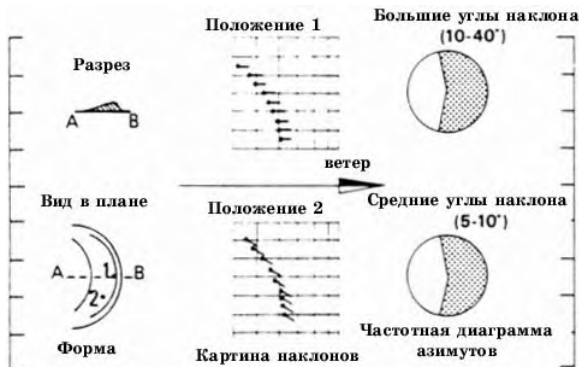 Положение 1
Большие углы наклона
(10-40°)
Разрез
A B
ветер
Вид в плане
Положение 2
Средние углы наклона
(5-10°)
A 1 B
2
Форма
Картина наклонов
Частотная диаграмма
азимутов